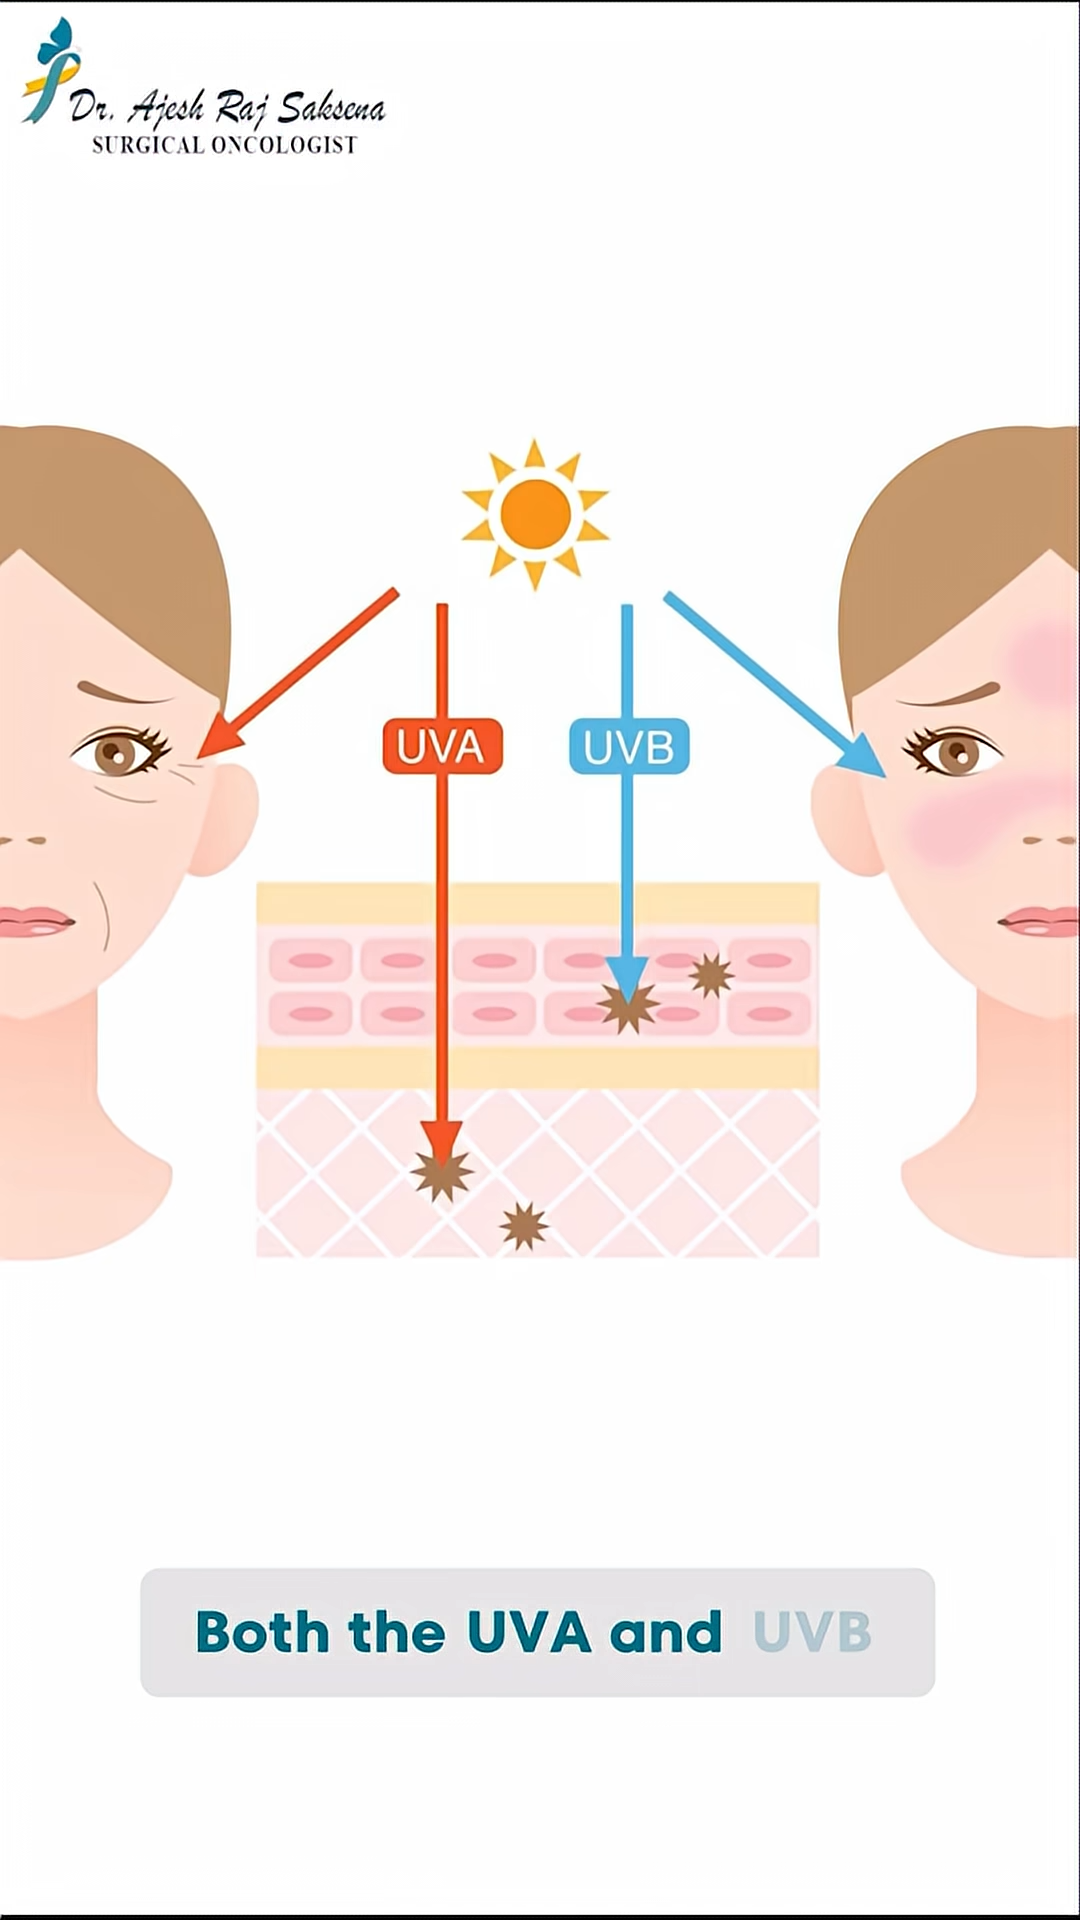 Dr. Ajesh Raj Saksena
SURGICAL ONCOLOGIST
UVA
UVB
Both the UVA and UVB